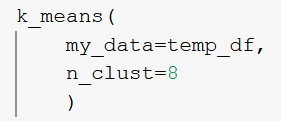 k_means(
    my_data=temp_df,
    n_clust=8
    )